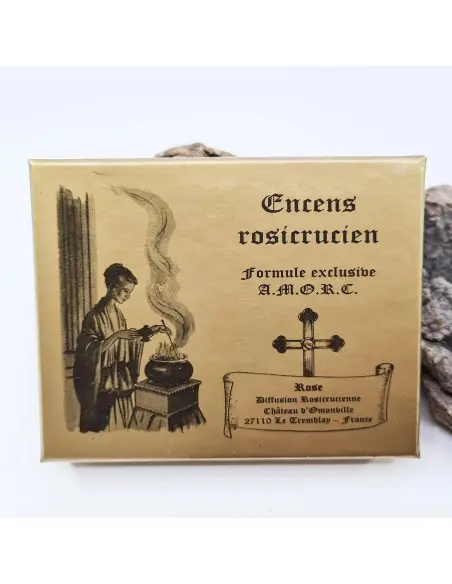 Encens
rosicrucien
Formule exclusive
A.M.O.R.C.
Rose
Diffusion Rosicrucienne
Château d'Omonville
27110 Le Tremblay – France